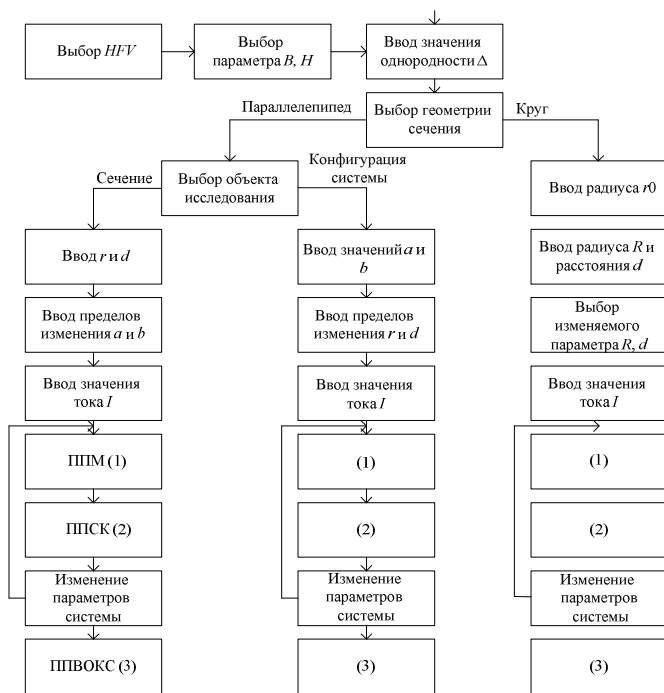 Выбор HFV
Выбор
параметра B, H
Ввод значения
однородности Δ
Параллелепипед
Выбор геометрии
сечения
Круг
Сечение
Выбор объекта
исследования
Конфигурация
системы
Ввод радиуса r0
Ввод r и d
Ввод значений a и
b
Ввод радиуса R и
расстояния d
Ввод пределов
изменения a и b
Ввод пределов
изменения r и d
Выбор
изменяемого
параметра R, d
Ввод значения
тока I
Ввод значения
тока I
Ввод значения
тока I
ППМ (1)
(1)
(1)
ППСК (2)
(2)
(2)
Изменение
параметров
системы
Изменение
параметров
системы
Изменение
параметров
системы
ППВОКС (3)
(3)
(3)